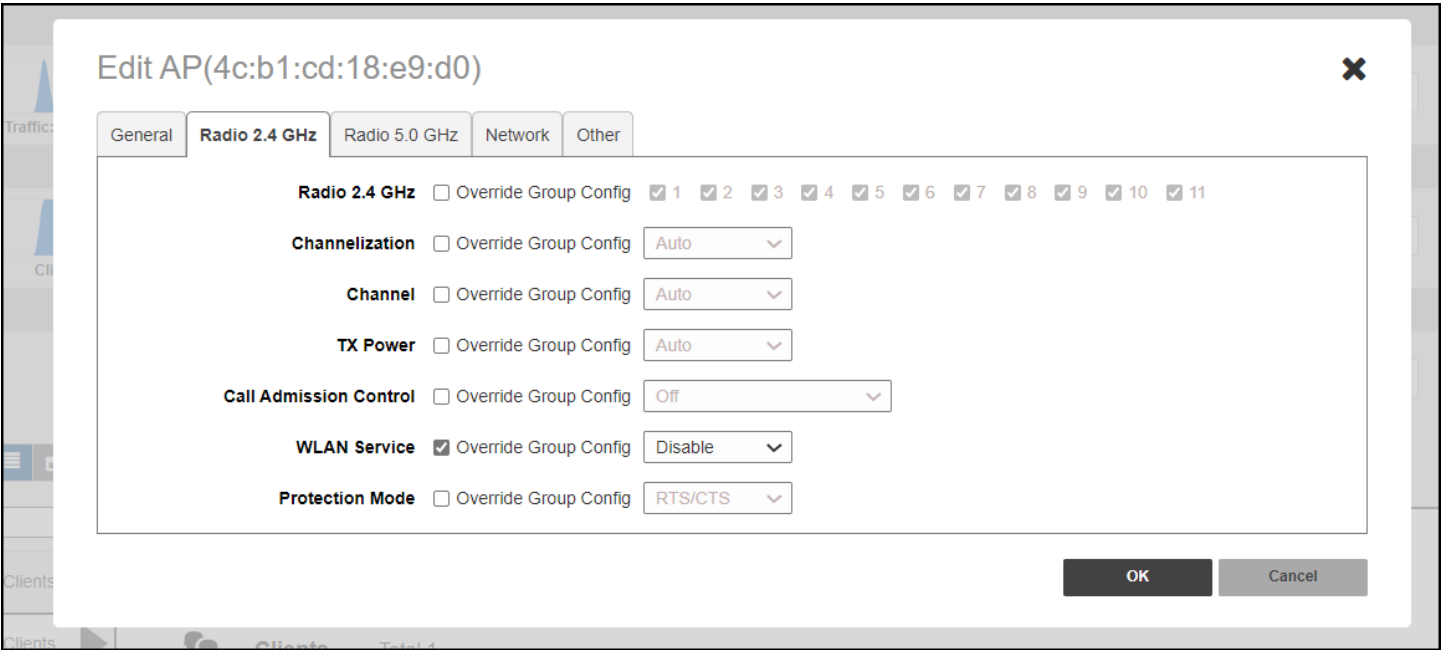 Edit AP(4c:b1:cd:18:e9:d0)
General Radio 2.4 GHz Radio 5.0 GHz Network Other
Traffic:
Radio 2.4 GHz Override Group Config 1 2 3 4 5 6 7 8 9 10 11
Channelization Override Group Config Auto
Cli
Channel Override Group Config Auto
TX Power Override Group Config Auto
Call Admission Control Override Group Config Off
WLAN Service Override Group Config Disable
Protection Mode Override Group Config RTS/CTS
OK Cancel
Clients
Clients Clients Total 1